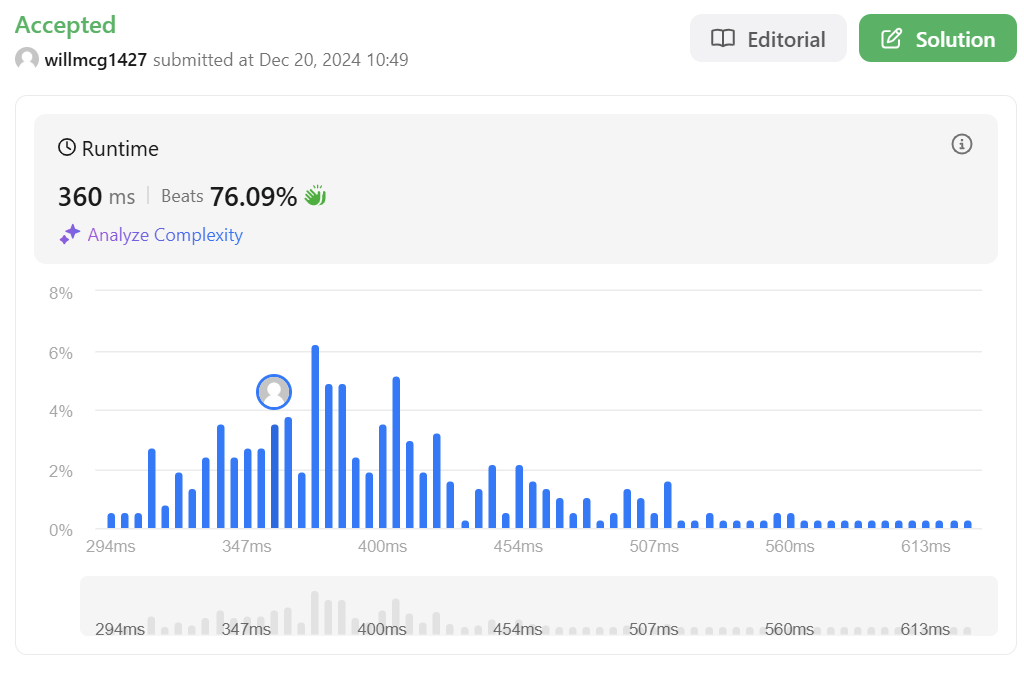 Accepted
willmcg1427 submitted at Dec 20, 2024 10:49
Editorial
Solution
Runtime
360 ms Beats 76.09%
Analyze Complexity
8%
6%
4%
2%
0%
294ms 347ms 400ms 454ms 507ms 560ms 613ms
294ms 347ms 400ms 454ms 507ms 560ms 613ms